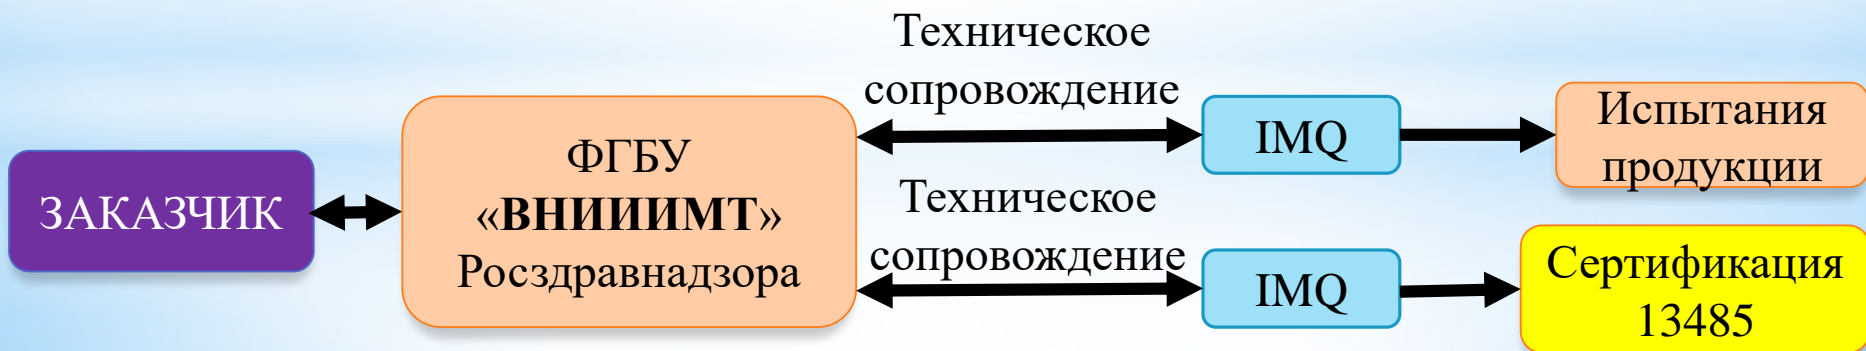 ЗАКАЗЧИК
ФГБУ
«ВНИИИМТ»
Росздравнадзора
Техническое
сопровождение
IMQ
Испытания
продукции
Техническое
сопровождение
IMQ
Сертификация
13485